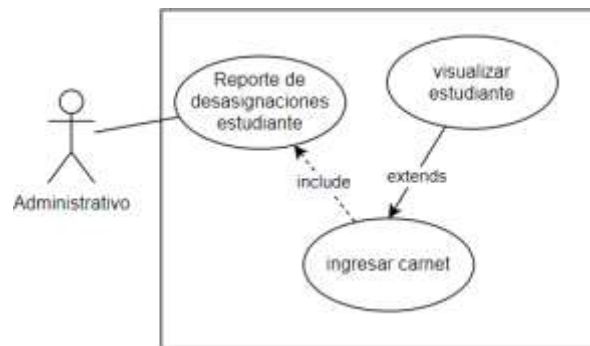 Reporte de
desasignaciones
estudiante
visualizar
estudiante
include
extends
Administrativo
ingresar carnet